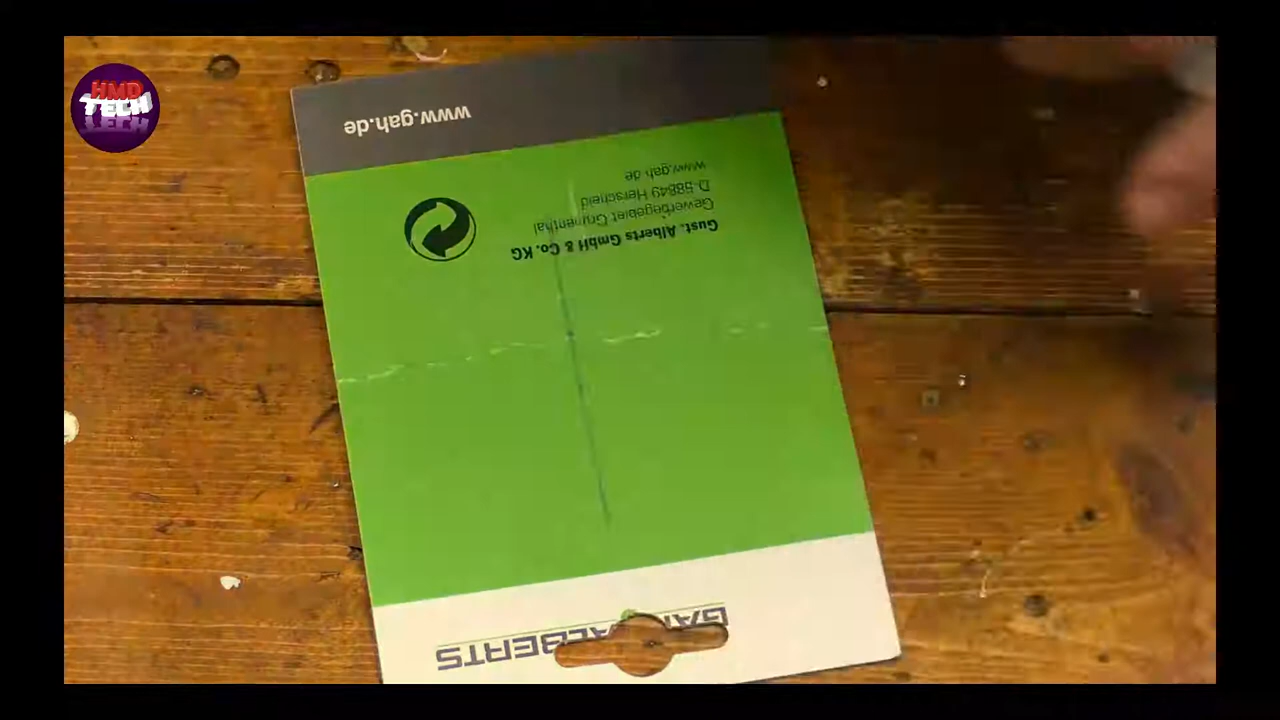 HMD
TECH
GAH ALBERTS
Gust. Alberts GmbH & Co. KG
Gewerbegebiet Grünenthal
D-58849 Herscheid
www.gah.de
www.gah.de